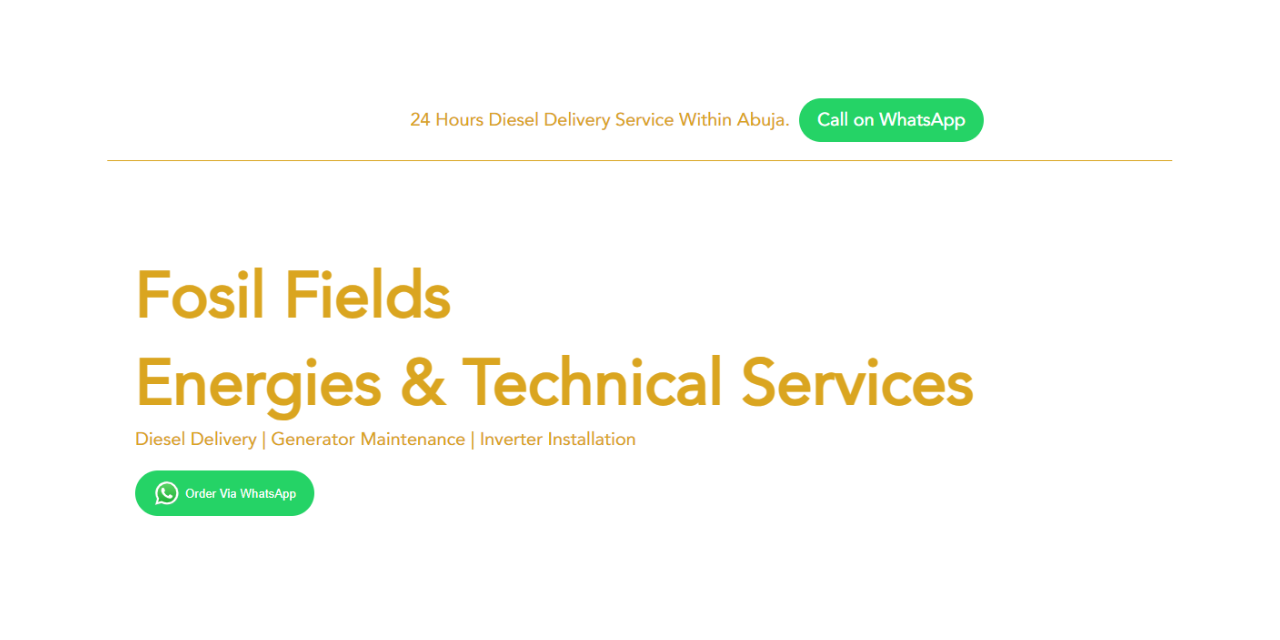 24 Hours Diesel Delivery Service Within Abuja. Call on WhatsApp
Fosil Fields
Energies & Technical Services
Diesel Delivery | Generator Maintenance | Inverter Installation
Order Via WhatsApp